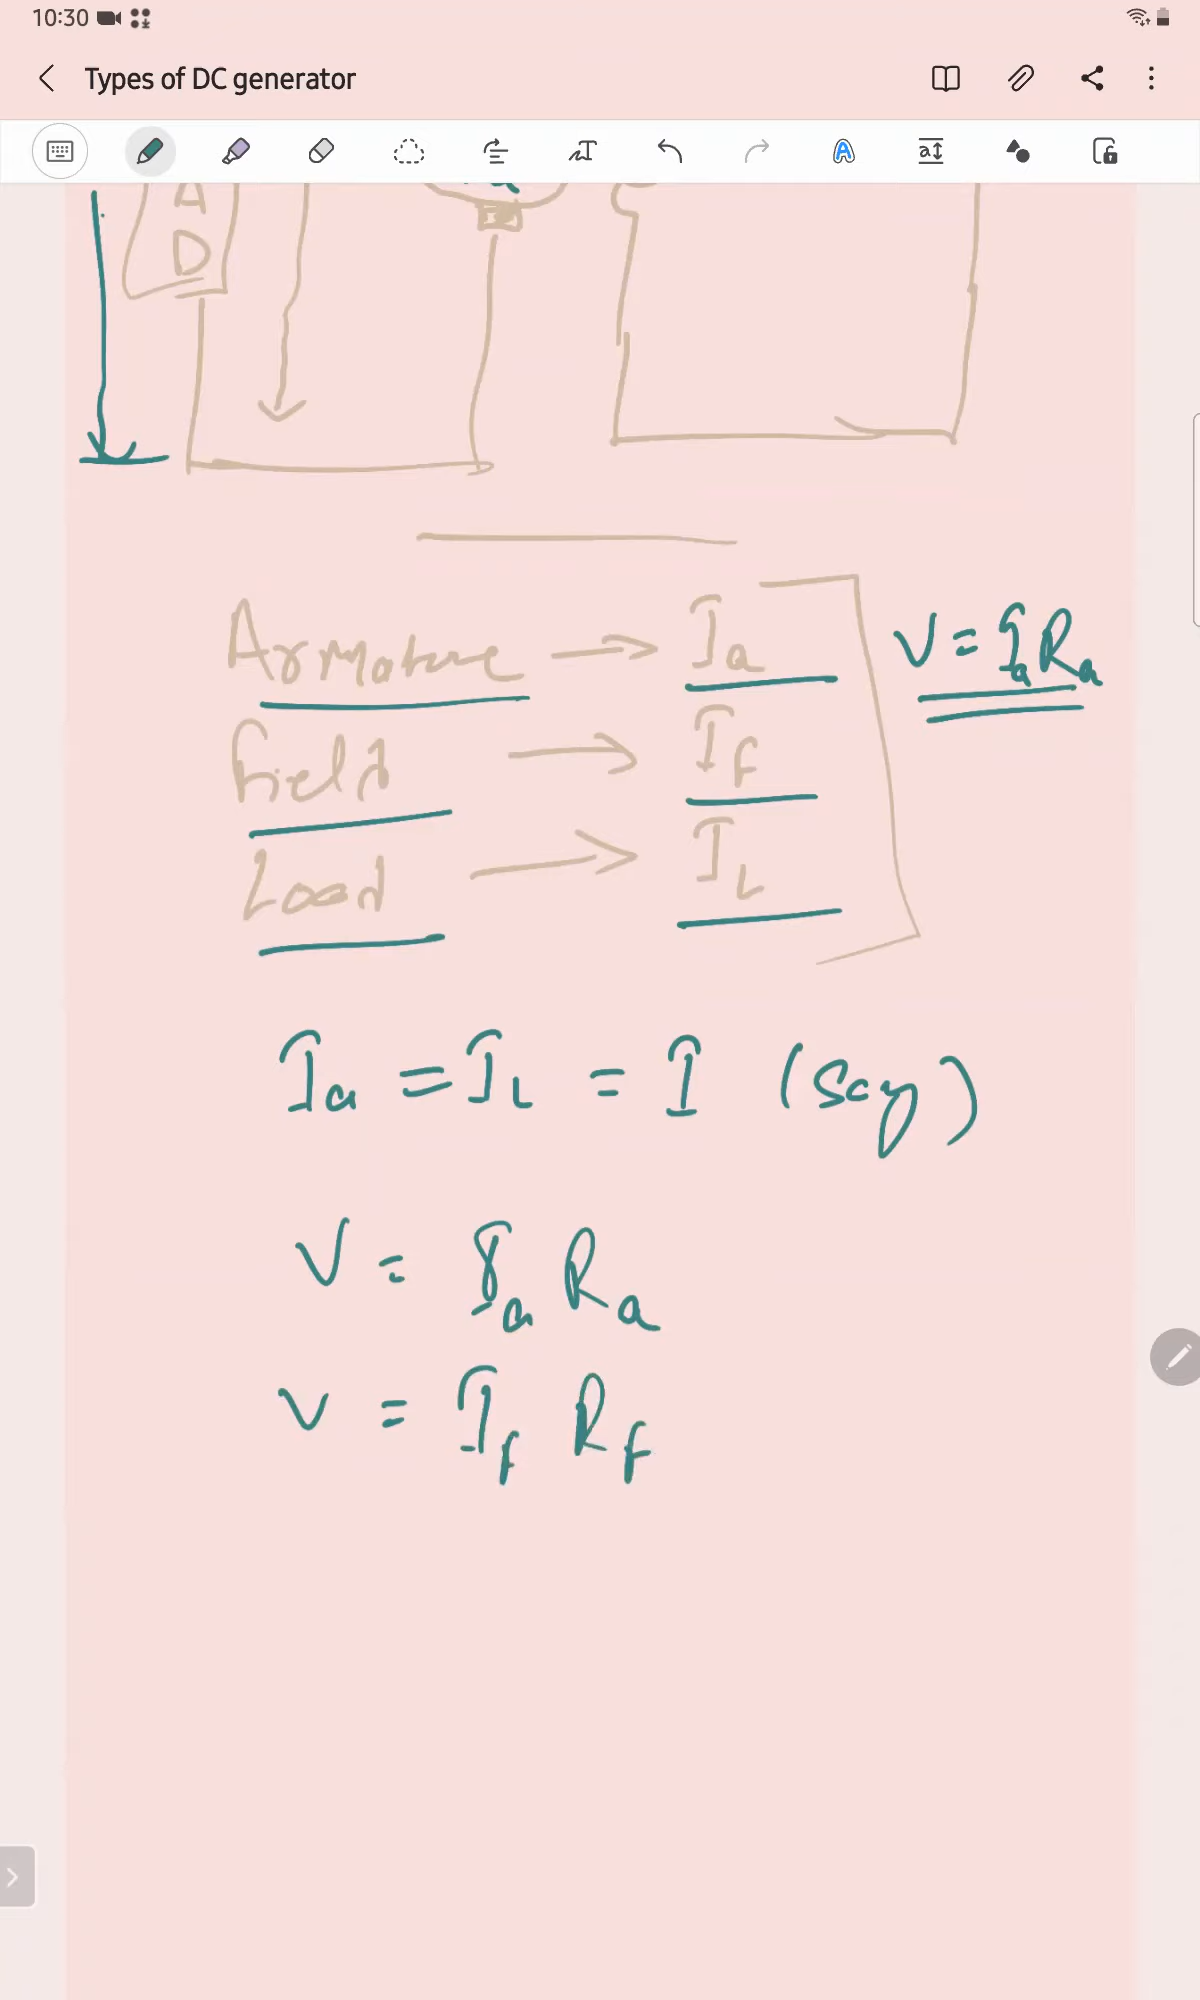 10:30
Types of DC generator
A
D
Armature → Ia V = IaRa
Field → If
Load → IL
Ia = IL = I (Say)
V = Ia Ra
V = If Rf